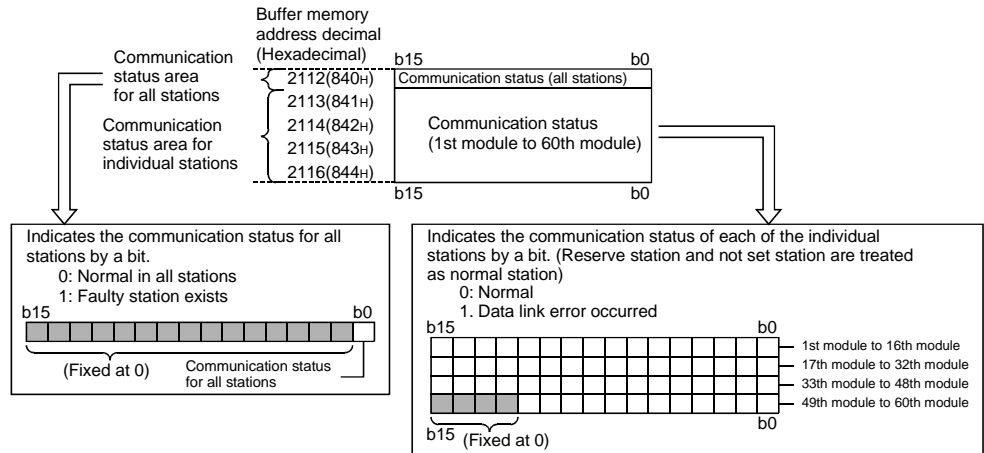 Buffer memory
address decimal
(Hexadecimal)
b15 b0
Communication
status area
for all stations
2112(840H)
Communication status (all stations)
2113(841H)
2114(842H)
2115(843H)
2116(844H)
Communication
status area for
individual stations
Communication status
(1st module to 60th module)
b15 b0
Indicates the communication status for all
stations by a bit.
0: Normal in all stations
1: Faulty station exists
b15 b0
(Fixed at 0)
Communication status
for all stations
Indicates the communication status of each of the individual
stations by a bit. (Reserve station and not set station are treated
as normal station)
0: Normal
1. Data link error occurred
b15 b0
1st module to 16th module
17th module to 32th module
33th module to 48th module
49th module to 60th module
b15 b0
(Fixed at 0)